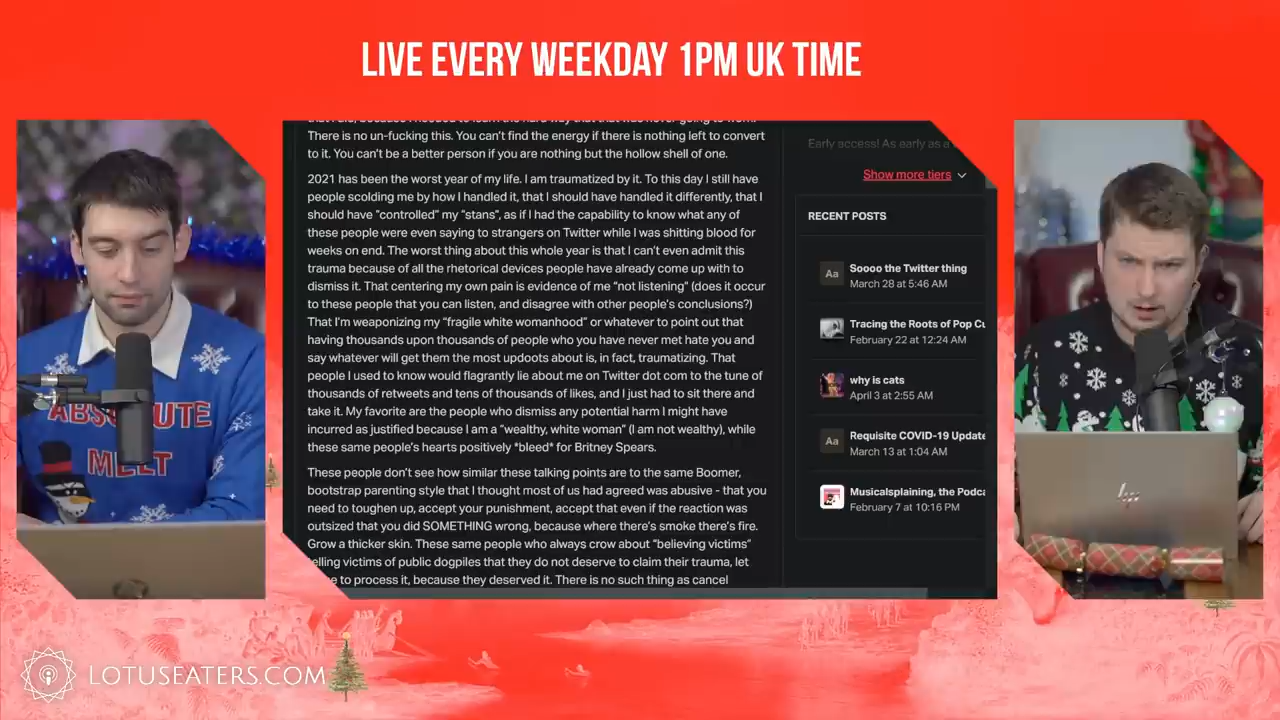 LIVE EVERY WEEKDAY 1PM UK TIME
There is no un-fucking this. You can't find the energy if there is nothing left to convert
to it. You can't be a better person if you are nothing but the hollow shell of one.
2021 has been the worst year of my life. I am traumatized by it. To this day I still have
people scolding me by how I handled it, that I should have handled it differently, that I
should have “controlled” my “stans”, as if I had the capability to know what any of
these people were even saying to strangers on Twitter while I was shitting blood for
weeks on end. The worst thing about this whole year is that I can't even admit this
trauma because of all the rhetorical devices people have already come up with to
dismiss it. That centering my own pain is evidence of me “not listening” (does it occur
to these people that you can listen, and disagree with other people's conclusions?)
That I'm weaponizing my “fragile white womanhood” or whatever to point out that
having thousands upon thousands of people who you have never met hate you and
say whatever will get them the most updoots about is, in fact, traumatizing. That
people I used to know would flagrantly lie about me on Twitter dot com to the tune of
thousands of retweets and tens of thousands of likes, and I just had to sit there and
take it. My favorite are the people who dismiss any potential harm I might have
incurred as justified because I am a “wealthy, white woman” (I am not wealthy), while
these same people's hearts positively *bleed* for Britney Spears.
These people don't see how similar these talking points are to the same Boomer,
bootstrap parenting style that I thought most of us had agreed was abusive - that you
need to toughen up, accept your punishment, accept that even if the reaction was
outsized that you did SOMETHING wrong, because where there's smoke there's fire.
Grow a thicker skin. These same people who always crow about “believing victims”
telling victims of public dogpiles that they do not deserve to claim their trauma, let
to process it, because they deserved it. There is no such thing as cancel
Early access! As early as a
Show more tiers
RECENT POSTS
Aa
Soooo the Twitter thing
March 28 at 5:46 AM
Tracing the Roots of Pop Cu
February 22 at 12:24 AM
why is cats
April 3 at 2:55 AM
Aa
Requisite COVID-19 Update
March 13 at 1:04 AM
Musicalsplaining, the Podca
February 7 at 10:16 PM
ABSOLUTE
MELT
hp
LOTUSEATERS.COM